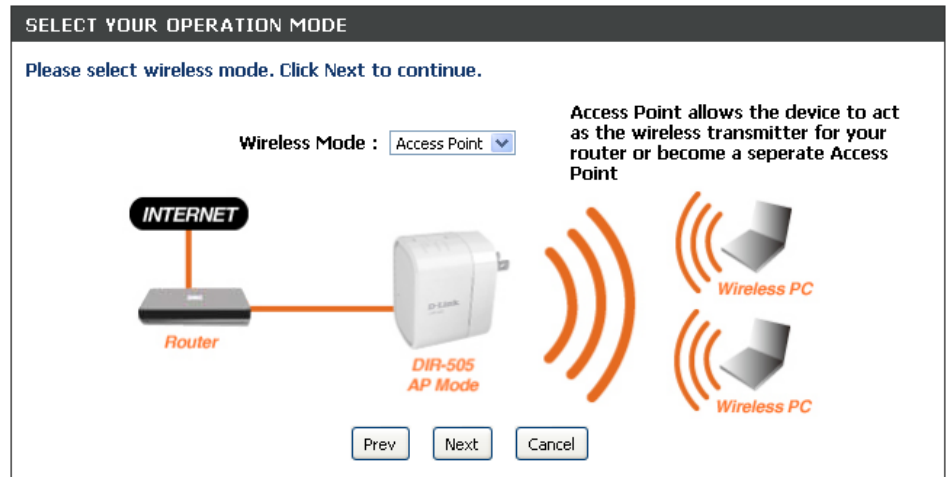 SELECT YOUR OPERATION MODE
Please select wireless mode. Click Next to continue.
Wireless Mode : Access Point
Access Point allows the device to act
as the wireless transmitter for your
router or become a seperate Access
Point
INTERNET
Router
D-Link
DIR-505
AP Mode
Wireless PC
Wireless PC
Prev Next Cancel